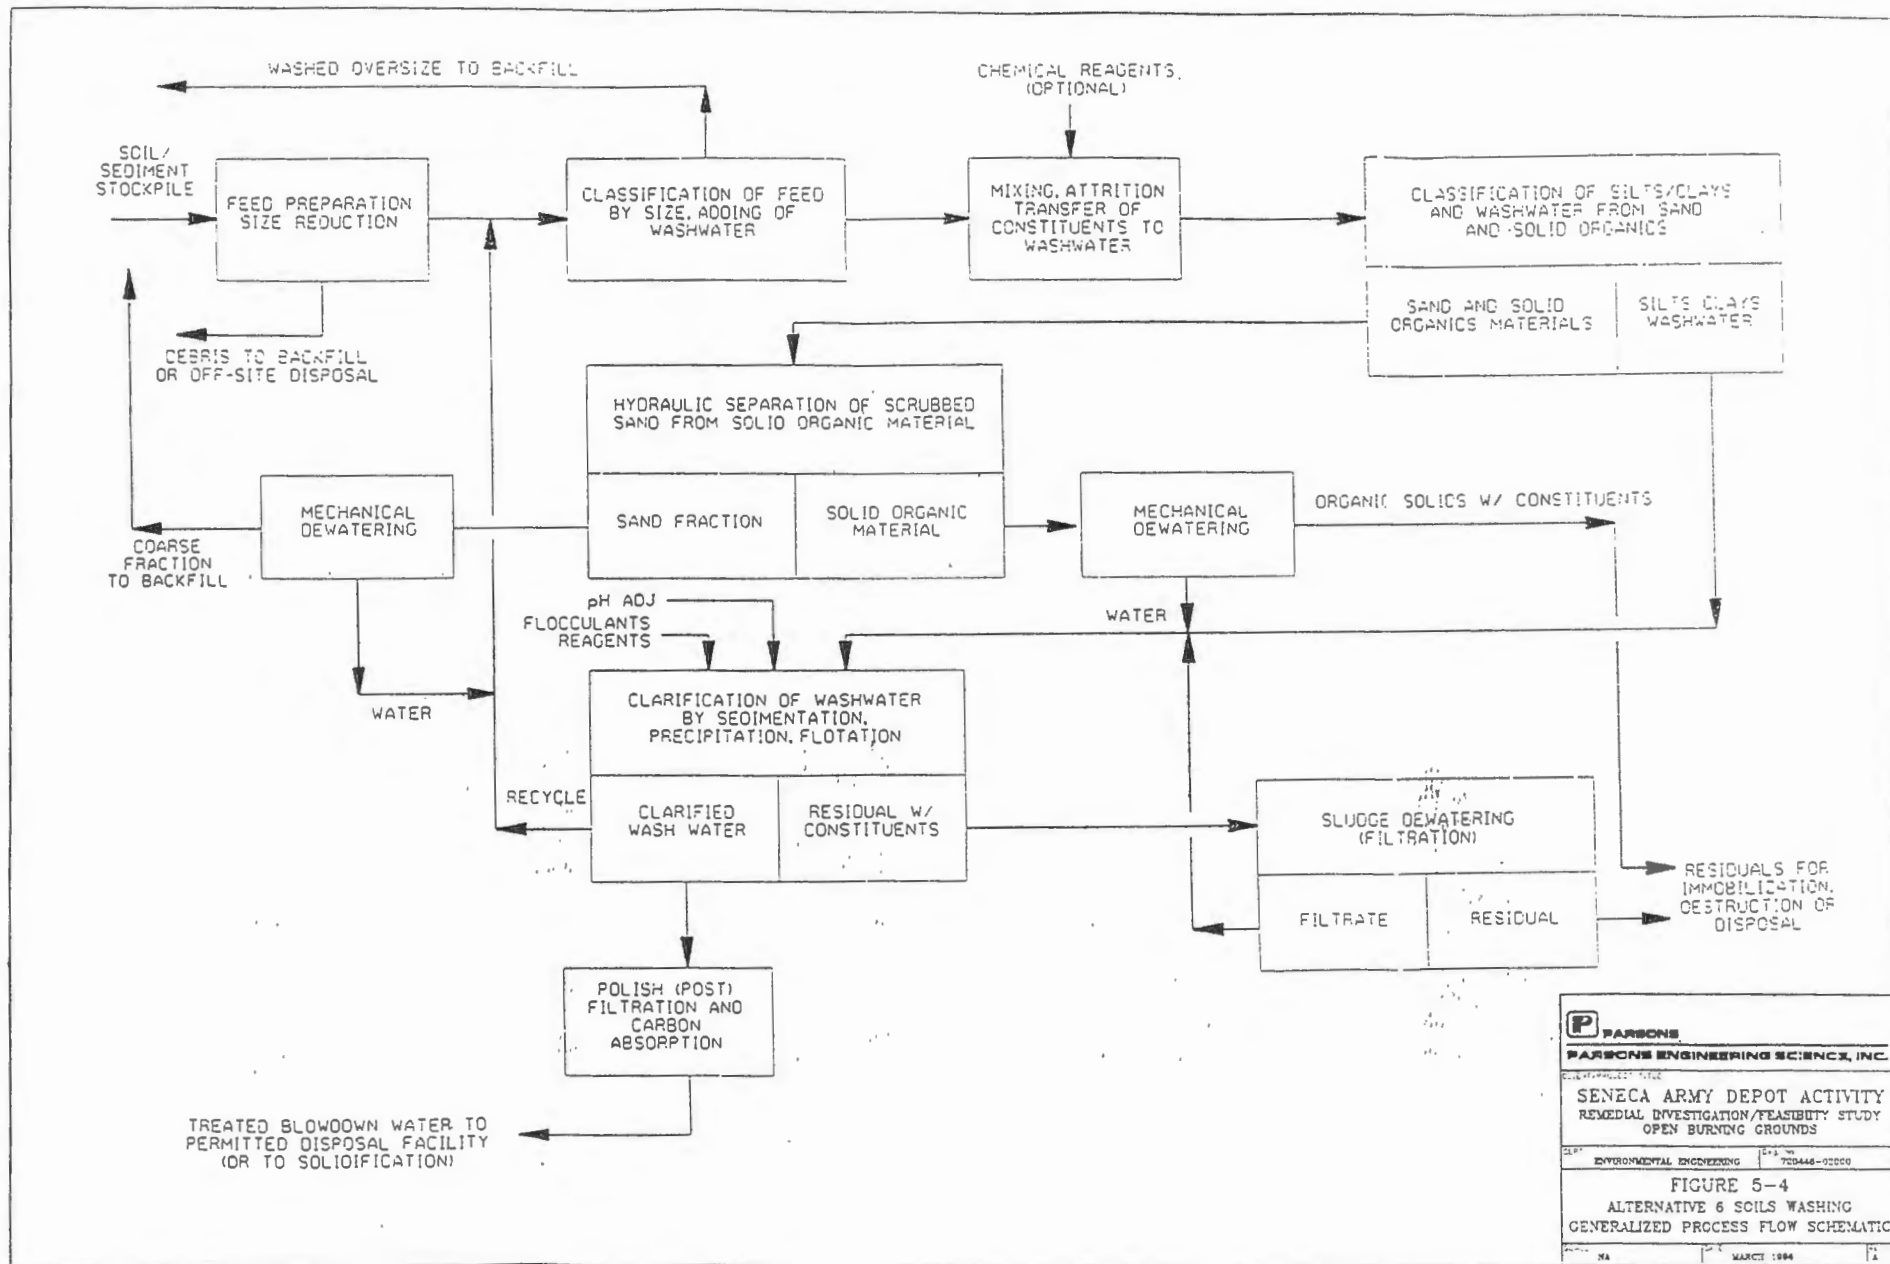 WASHED OVERSIZE TO BACKFILL
CHEMICAL REAGENTS,
(OPTIONAL)
SOIL/
SEDIMENT
STOCKPILE
FEED PREPARATION
SIZE REDUCTION
CLASSIFICATION OF FEED
BY SIZE, ADDING OF
WASHWATER
MIXING, ATTRITION
TRANSFER OF
CONSTITUENTS TO
WASHWATER
CLASSIFICATION OF SILTS/CLAYS
AND WASHWATER FROM SAND
AND SOLID ORGANICS
SAND AND SOLID
ORGANICS MATERIALS
SILTS CLAYS
WASHWATER
DEBRIS TO BACKFILL
OR OFF-SITE DISPOSAL
HYDRAULIC SEPARATION OF SCRUBBED
SAND FROM SOLID ORGANIC MATERIAL
SAND FRACTION
SOLID ORGANIC
MATERIAL
MECHANICAL
DEWATERING
MECHANICAL
DEWATERING
ORGANIC SOLIDS W/ CONSTITUENTS
COARSE
FRACTION
TO BACKFILL
pH ADJ
FLOCCULANTS
REAGENTS
WATER
WATER
CLARIFICATION OF WASHWATER
BY SEDIMENTATION,
PRECIPITATION, FLOTATION
RECYCLE
CLARIFIED
WASH WATER
RESIDUAL W/
CONSTITUENTS
SLUDGE DEWATERING
(FILTRATION)
FILTRATE
RESIDUAL
RESIDUALS FOR
IMMOBILIZATION,
DESTRUCTION OR
DISPOSAL
POLISH (POST)
FILTRATION AND
CARBON
ABSORPTION
TREATED BLOWDOWN WATER TO
PERMITTED DISPOSAL FACILITY
(OR TO SOLIDIFICATION)
P PARSONS
PARSONS ENGINEERING SCIENCE, INC.
CLIENT/PROJECT TITLE
SENECA ARMY DEPOT ACTIVITY
REMEDIAL INVESTIGATION/FEASIBILITY STUDY
OPEN BURNING GROUNDS
DEPT
ENVIRONMENTAL ENGINEERING
720446-02000
FIGURE 5-4
ALTERNATIVE 6 SOILS WASHING
GENERALIZED PROCESS FLOW SCHEMATIC
NA
MARCH 1994
A